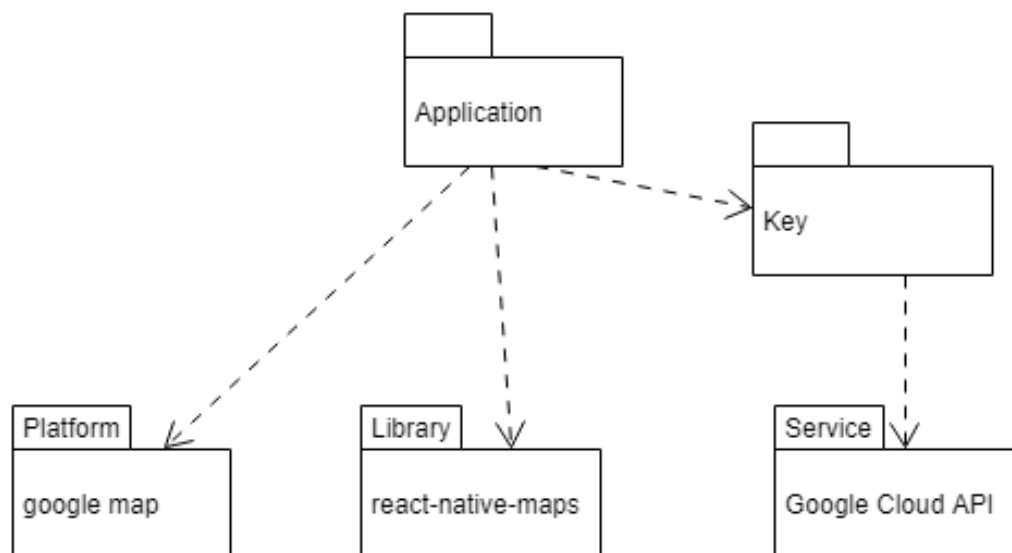 Application
Key
Platform
google map
Library
react-native-maps
Service
Google Cloud API